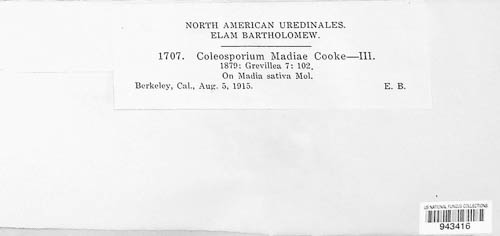 NORTH AMERICAN UREDINALES.
ELAM BARTHOLOMEW.
1707. Coleosporium Madiae Cooke—III.
1879: Grevillea 7: 102.
On Madia sativa Mol.
Berkeley, Cal., Aug. 5, 1915. E. B.
US NATIONAL FUNGUS COLLECTIONS
943416